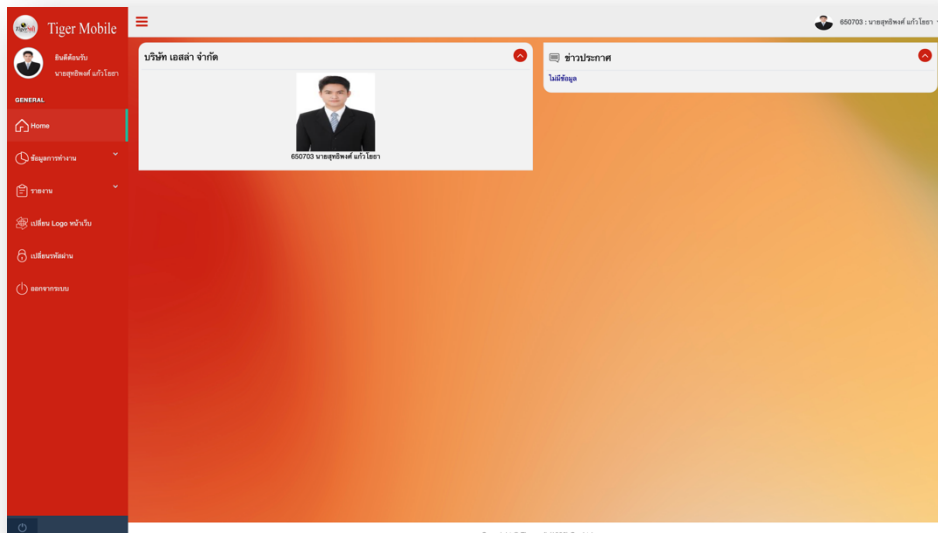 Tiger Mobile
650703 : นายสุทธิพงศ์ แก้วโยธา
ยินดีต้อนรับ
นายสุทธิพงศ์ แก้วโยธา
GENERAL
Home
ข้อมูลการทำงาน
รายงาน
เปลี่ยน Logo หน้าเว็บ
เปลี่ยนรหัสผ่าน
ออกจากระบบ
บริษัท เอสล่า จำกัด
650703 นายสุทธิพงศ์ แก้วโยธา
ข่าวประกาศ
ไม่มีข้อมูล